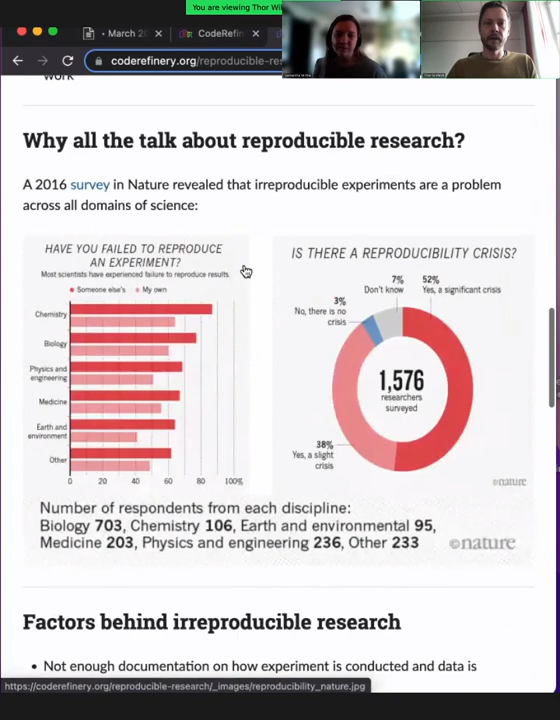 You are viewing Thor Wi
March 2
CodeRefin
coderefinery.org/reproducible-re
work
Why all the talk about reproducible research?
A 2016 survey in Nature revealed that irreproducible experiments are a problem
across all domains of science:
HAVE YOU FAILED TO REPRODUCE
AN EXPERIMENT?
Most scientists have experienced failure to reproduce results.
Someone else's My own
Chemistry
Biology
Physics and
engineering
Medicine
Earth and
environment
Other
0 20 40 60 80 100%
IS THERE A REPRODUCIBILITY CRISIS?
7%
Don't know
52%
Yes, a significant crisis
3%
No, there is no
crisis
1,576
researchers
surveyed
38%
Yes, a slight
crisis
©nature
Number of respondents from each discipline:
Biology 703, Chemistry 106, Earth and environmental 95,
Medicine 203, Physics and engineering 236, Other 233
©nature
Factors behind irreproducible research
• Not enough documentation on how experiment is conducted and data is
https://coderefinery.org/reproducible-research/_images/reproducibility_nature.jpg